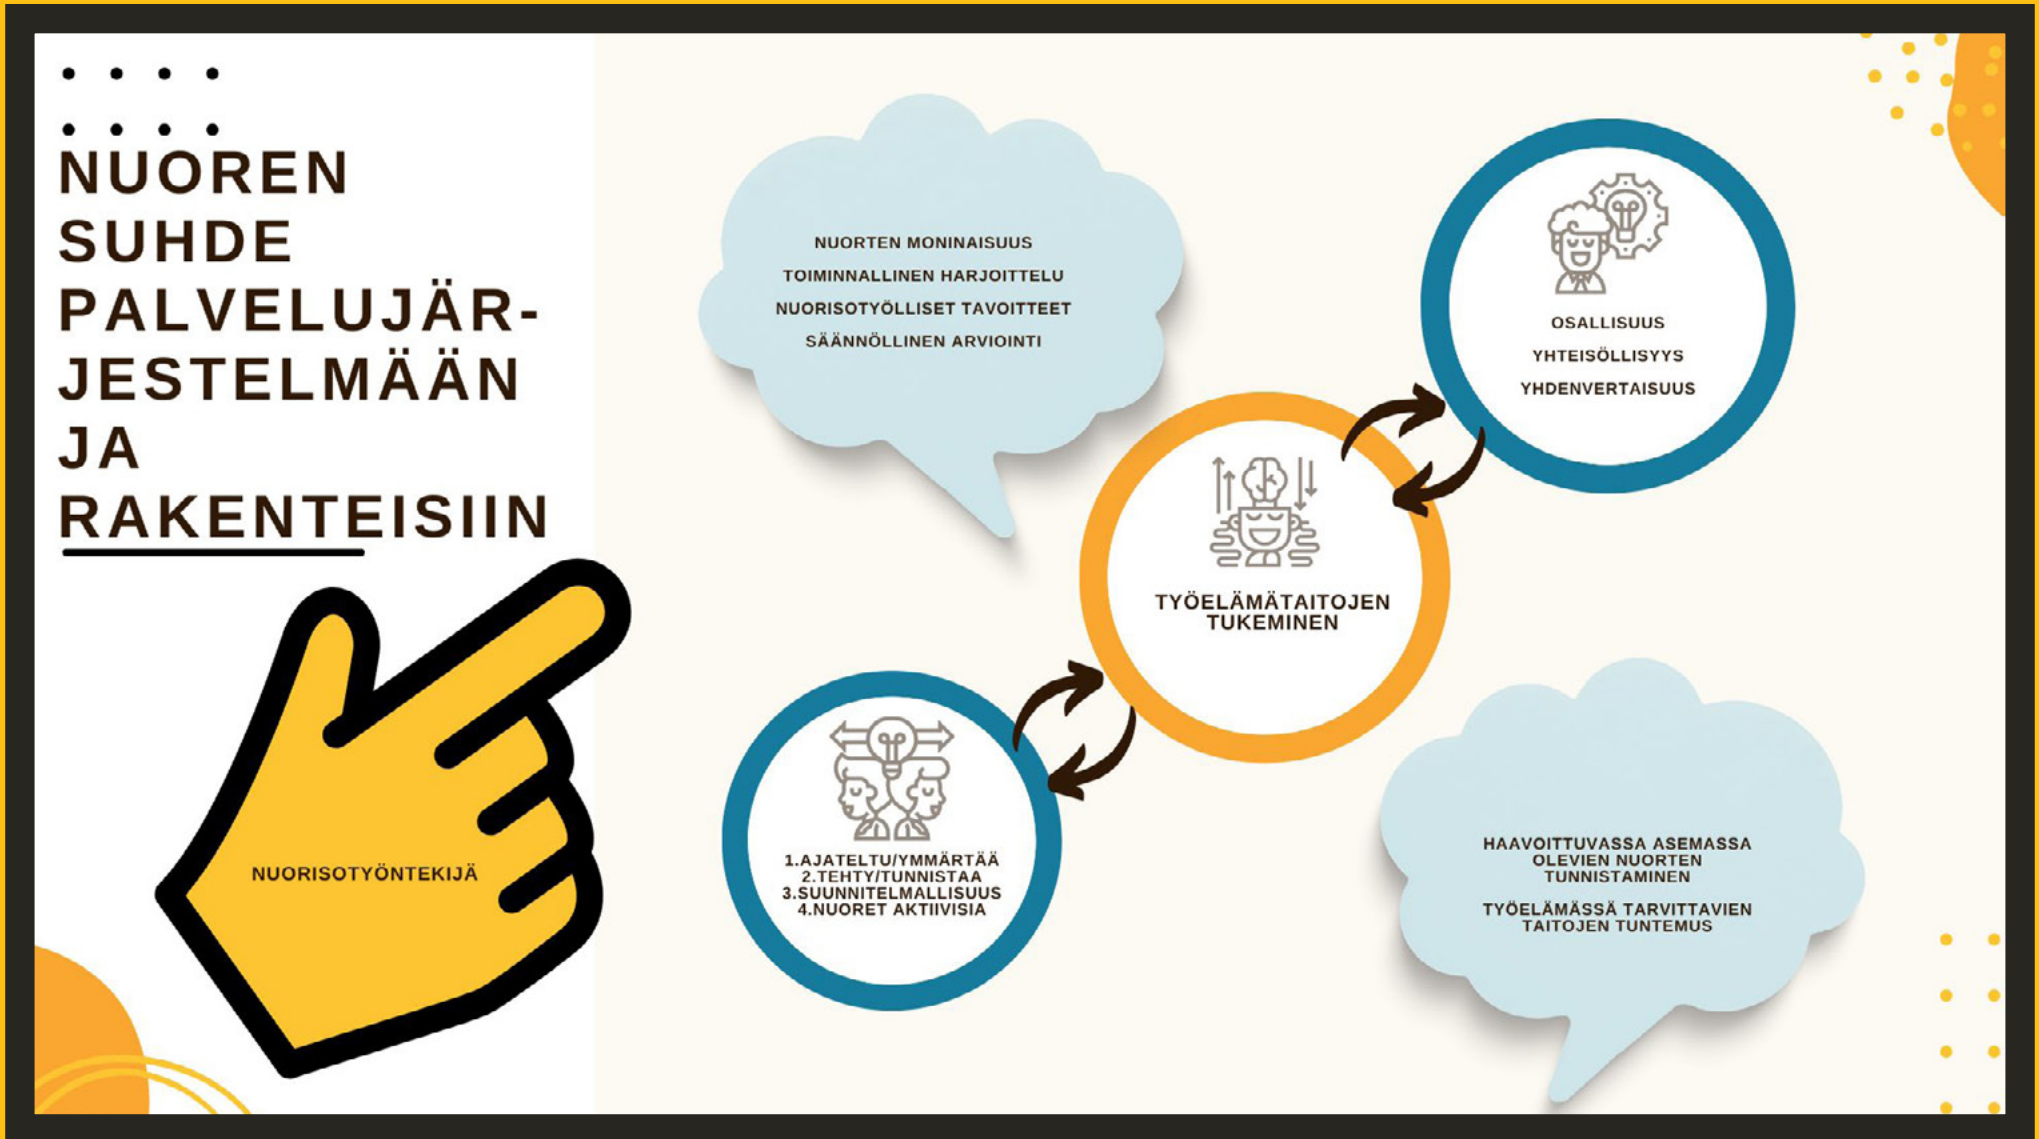 NUOREN
SUHDE
PALVELUJÄR-
JESTELMÄÄN
JA
RAKENTEISIIN
NUORISOTYÖNTEKIJÄ
NUORTEN MONINAISUUS
TOIMINNALLINEN HARJOITTELU
NUORISOTYÖLLISET TAVOITTEET
SÄÄNNÖLLINEN ARVIOINTI
OSALLISUUS
YHTEISÖLLISYYS
YHDENVERTAISUUS
TYÖELÄMÄTAITOJEN
TUKEMINEN
1.AJATELTU/YMMÄRTÄÄ
2.TEHTY/TUNNISTAA
3.SUUNNITELMALLISUUS
4.NUORET AKTIIVISIA
HAAVOITTUVASSA ASEMASSA
OLEVIEN NUORTEN
TUNNISTAMINEN
TYÖELÄMÄSSÄ TARVITTAVIEN
TAITOJEN TUNTEMUS